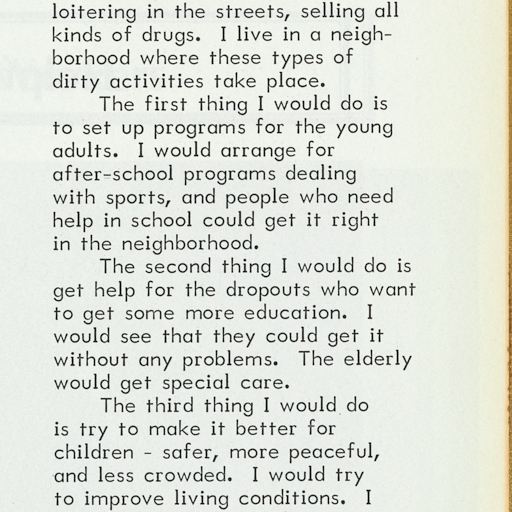 loitering in the streets, selling all
kinds of drugs. I live in a neigh-
borhood where these types of
dirty activities take place.
The first thing I would do is
to set up programs for the young
adults. I would arrange for
after-school programs dealing
with sports, and people who need
help in school could get it right
in the neighborhood.
The second thing I would do is
get help for the dropouts who want
to get some more education. I
would see that they could get it
without any problems. The elderly
would get special care.
The third thing I would do
is try to make it better for
children - safer, more peaceful,
and less crowded. I would try
to improve living conditions. I